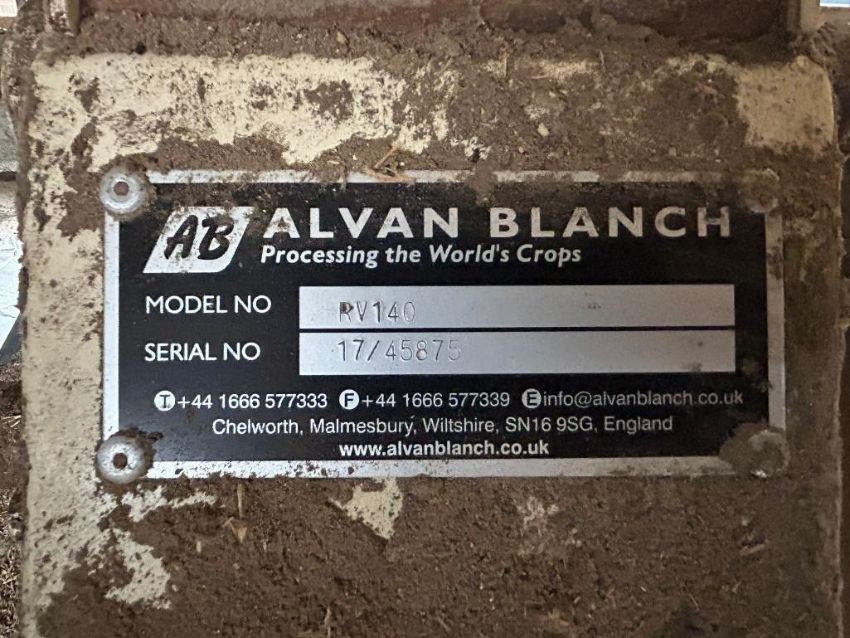 AB ALVAN BLANCH
Processing the World's Crops
MODEL NO RV140
SERIAL NO 17/45875
T +44 1666 577333 F +44 1666 577339 E info@alvanblanch.co.uk
Chelworth, Malmesbury, Wiltshire, SN16 9SG, England
www.alvanblanch.co.uk